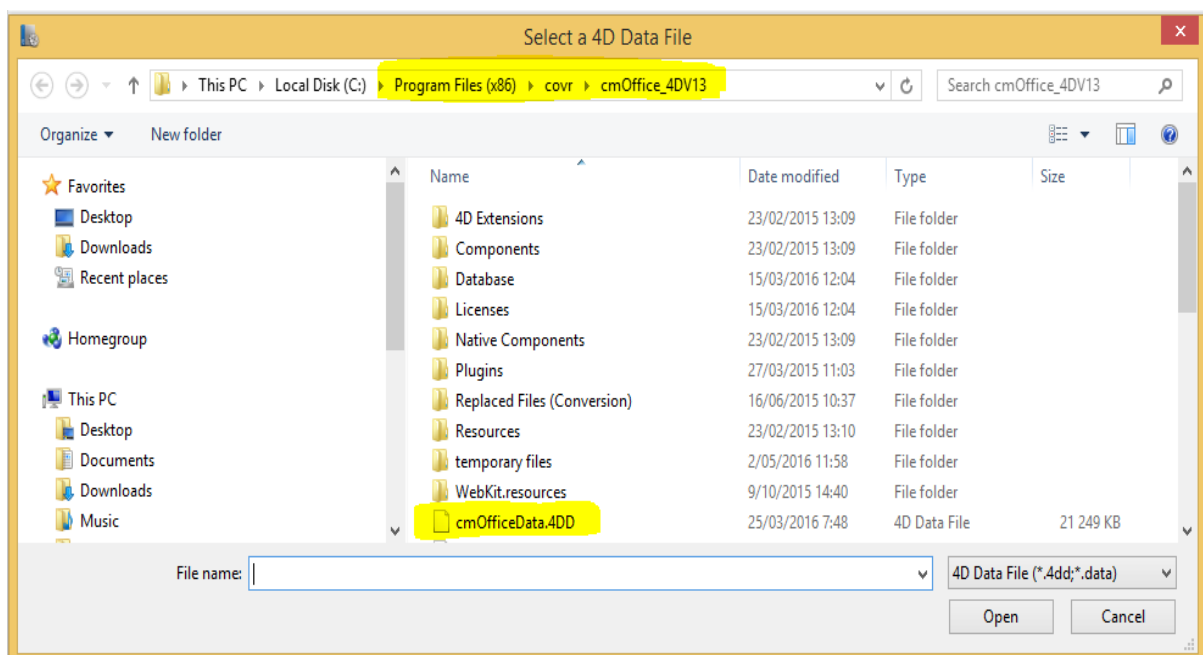 Select a 4D Data File
This PC Local Disk (C:) Program Files (x86) covr cmOffice_4DV13 Search cmOffice_4DV13
Organize New folder
Name Date modified Type Size
Favorites
Desktop
Downloads
Recent places
Homegroup
This PC
Desktop
Documents
Downloads
Music
4D Extensions 23/02/2015 13:09 File folder
Components 23/02/2015 13:09 File folder
Database 15/03/2016 12:04 File folder
Licenses 15/03/2016 12:04 File folder
Native Components 23/02/2015 13:09 File folder
Plugins 27/03/2015 11:03 File folder
Replaced Files (Conversion) 16/06/2015 10:37 File folder
Resources 23/02/2015 13:10 File folder
temporary files 2/05/2016 11:58 File folder
WebKit.resources 9/10/2015 14:40 File folder
cmOfficeData.4DD 25/03/2016 7:48 4D Data File 21 249 KB
File name: 4D Data File (*.4dd;*.data)
Open Cancel